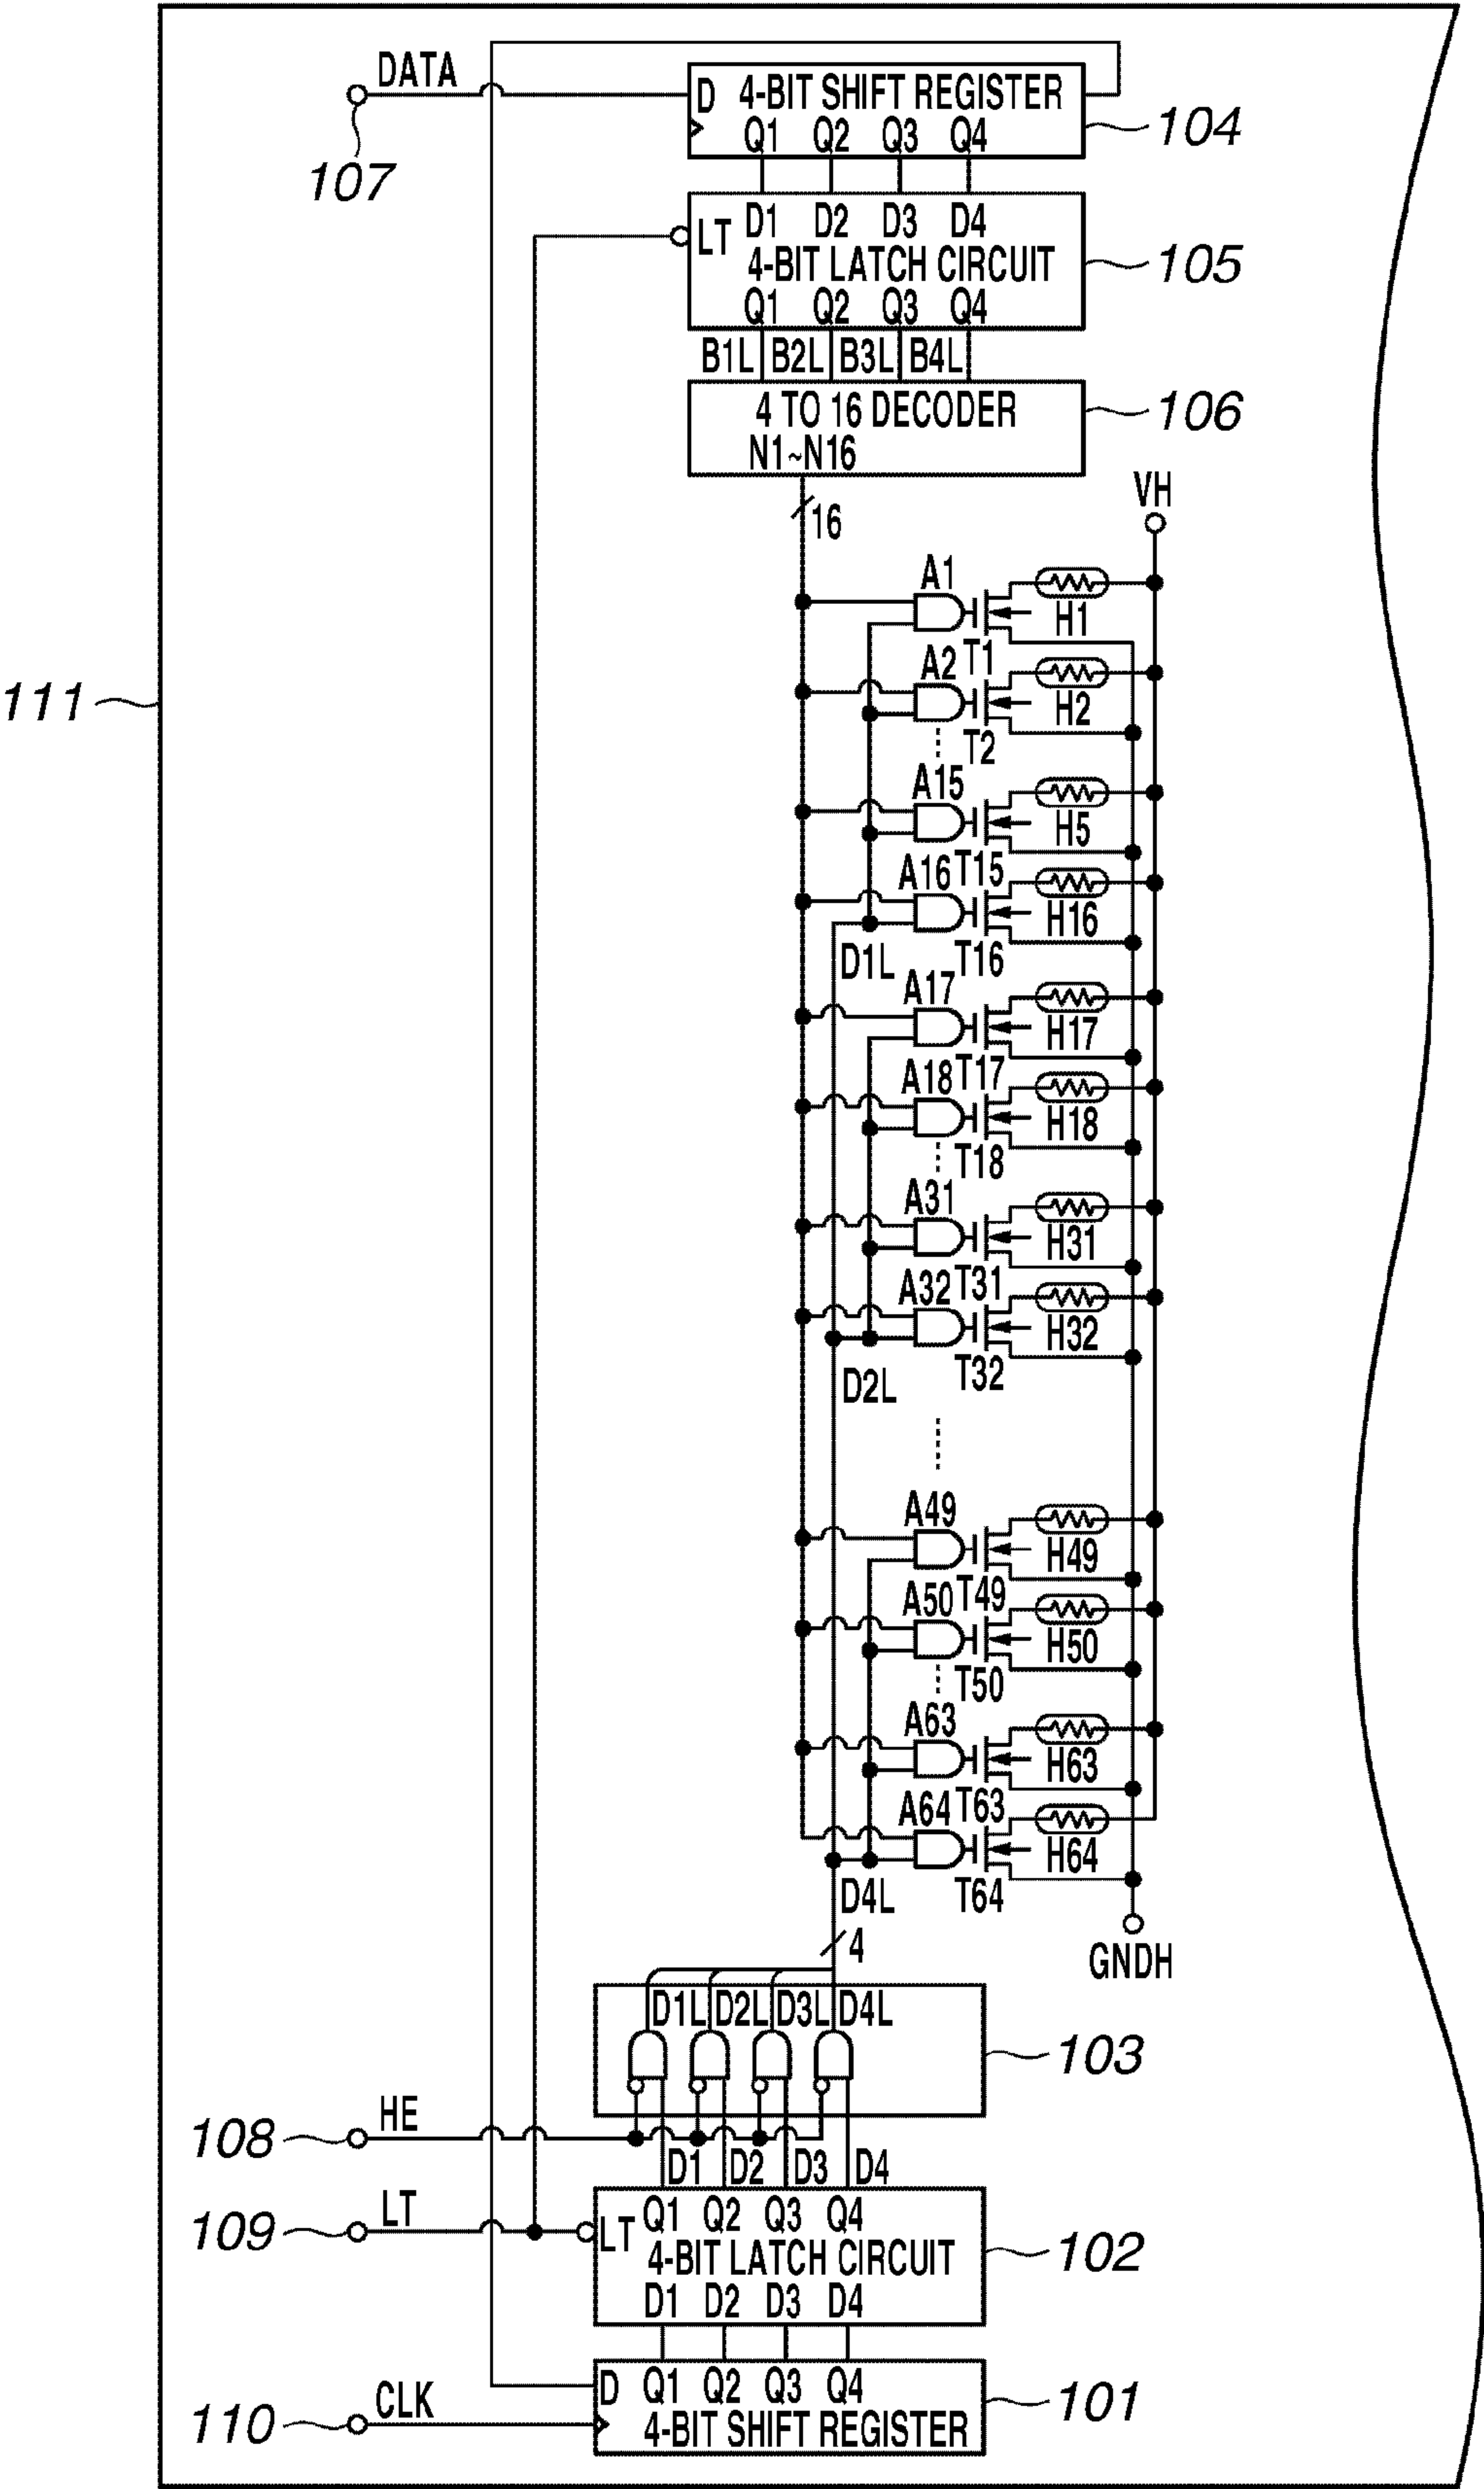 DATA
107
D 4-BIT SHIFT REGISTER
Q1 Q2 Q3 Q4
104
LT D1 D2 D3 D4
4-BIT LATCH CIRCUIT
Q1 Q2 Q3 Q4
105
B1L B2L B3L B4L
4 TO 16 DECODER
N1~N16
106
16
VH
A1
H1
T1
111
A2
H2
T2
A15
H5
T15
A16
H16
T16
D1L
A17
H17
T17
A18
H18
T18
A31
H31
T31
A32
H32
T32
D2L
A49
H49
T49
A50
H50
T50
A63
H63
T63
A64
H64
T64
D4L
4
GNDH
D1L D2L D3L D4L
103
108
HE
D1 D2 D3 D4
109
LT
LT Q1 Q2 Q3 Q4
4-BIT LATCH CIRCUIT
D1 D2 D3 D4
102
110
CLK
D Q1 Q2 Q3 Q4
4-BIT SHIFT REGISTER
101